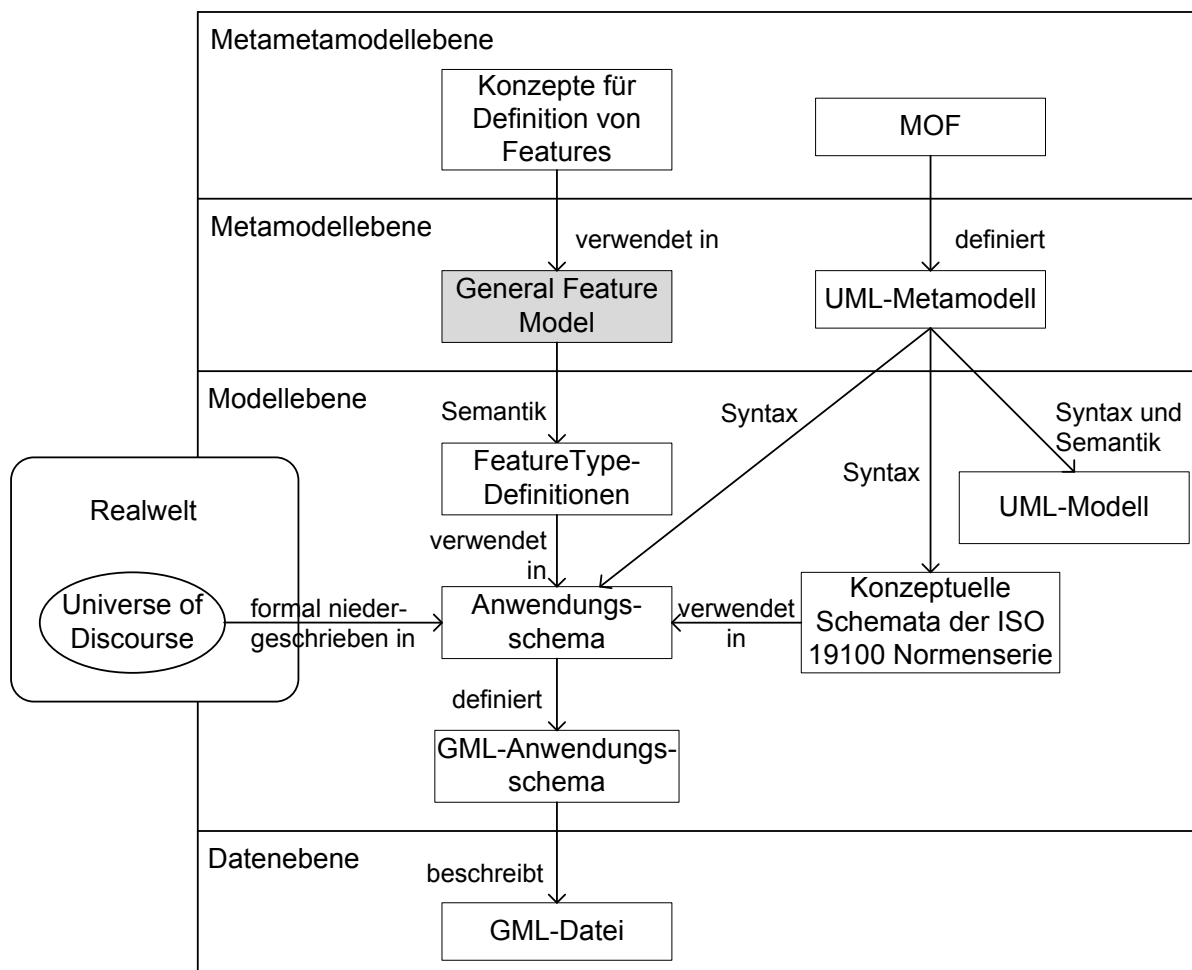 Metametamodellebene
Konzepte für
Definition von
Features
MOF
Metamodellebene
verwendet in
definiert
General Feature
Model
UML-Metamodell
Modellebene
Semantik
Syntax
Syntax und
Semantik
FeatureType-
Definitionen
Syntax
UML-Modell
Realwelt
verwendet
in
Universe of
Discourse
formal nieder-
geschrieben in
Anwendungs-
schema
verwendet
in
Konzeptuelle
Schemata der ISO
19100 Normenserie
definiert
GML-Anwendungs-
schema
Datenebene
beschreibt
GML-Datei